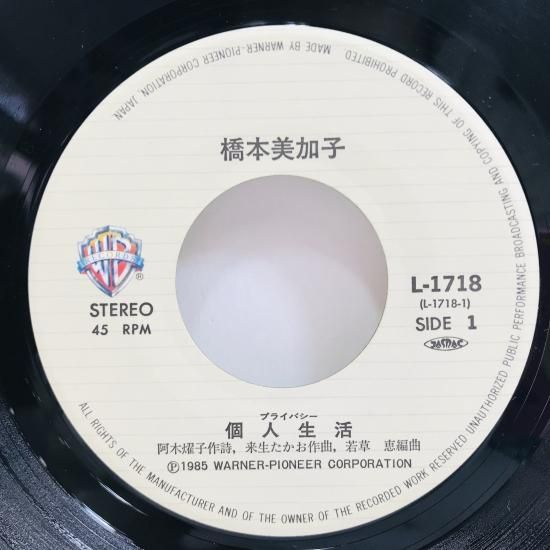 MADE BY WARNER-PIONEER CORPORATION, JAPAN
橋本美加子
WB
RECORDS
®
STEREO
45 RPM
L-1718
(L-1718-1)
SIDE 1
JASRAC
プライバシー
個人生活
阿木燿子作詩, 来生たかお作曲, 若草 恵編曲
Ⓟ1985 WARNER-PIONEER CORPORATION
ALL RIGHTS OF THE MANUFACTURER AND OF THE OWNER OF THE RECORDED WORK RESERVED UNAUTHORIZED PUBLIC PERFORMANCE BROADCASTING AND COPYING OF THIS RECORD PROHIBITED